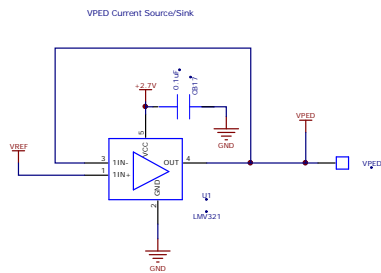 VPED Current Source/Sink
0.1uF
CB17
+2.7V
GND
VPED
VREF
5
VCC
3
1IN-
OUT
4
1
1IN+
GND
2
VPED
U1
LMV321
GND